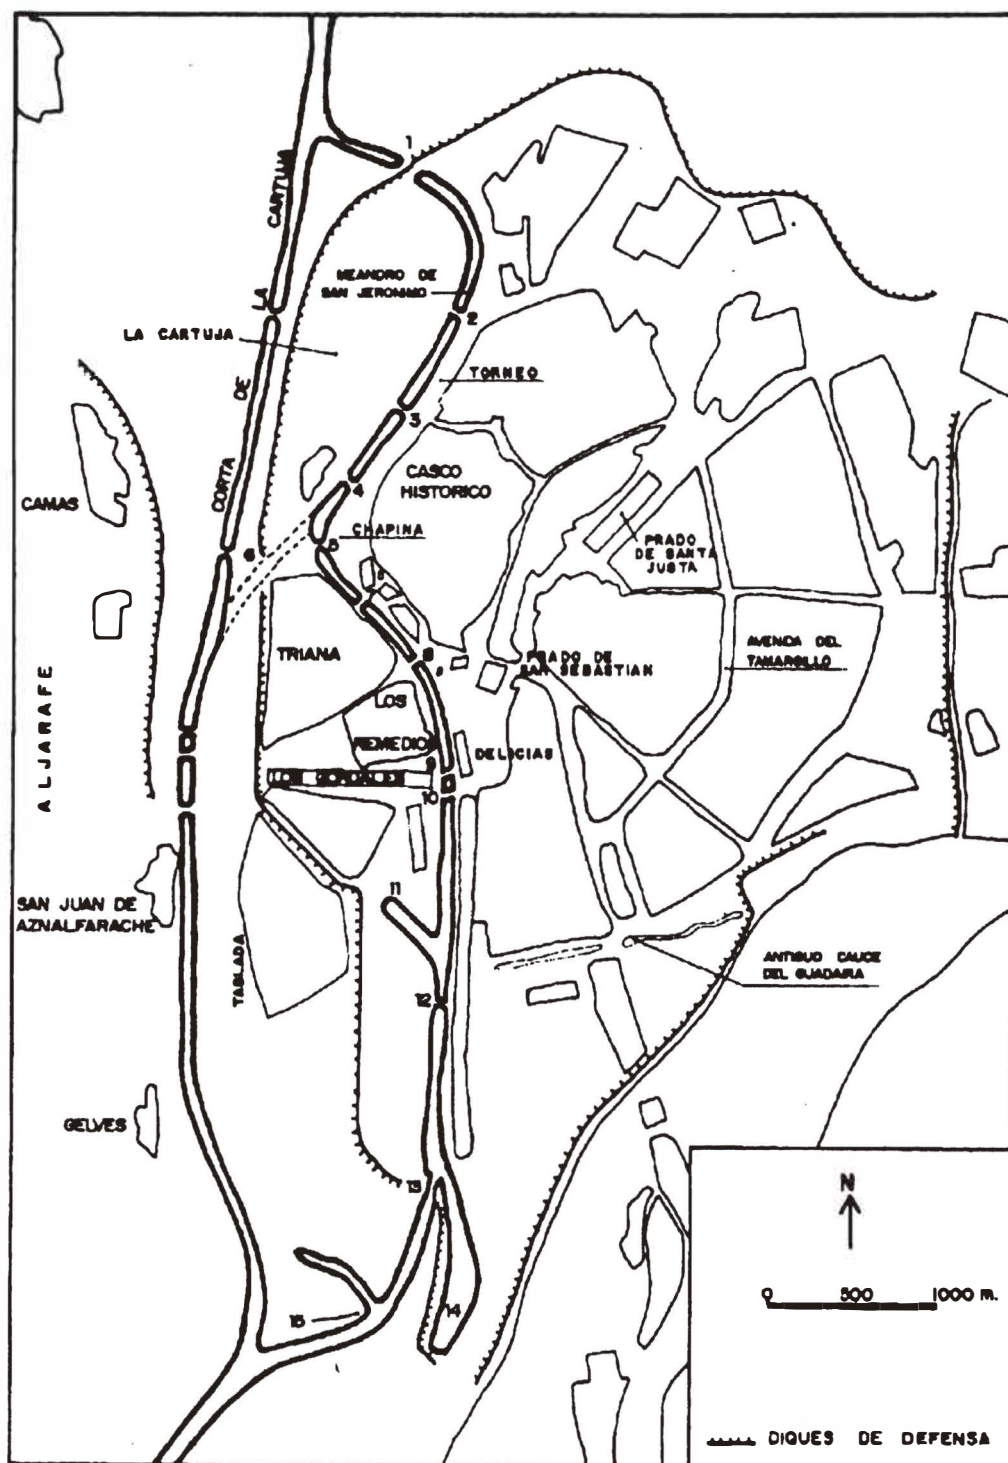 1
CORTA DE LA CARTUJA
MEANDRO DE
SAN JERONIMO
2
LA CARTUJA
TORNEO
3
CASCO
HISTORICO
4
CAMAS
CHAPINA
5
6
PRADO
DE SANTA
JUSTA
TRIANA
8
PRADO DE
SAN SEBASTIAN
AVENIDA DEL
TAMARGILLO
ALJARAFE
LOS
REMEDIOS
DELICIAS
9
10
11
SAN JUAN DE
AZNALFARACHE
TABLADA
ANTIGUO CAUCE
DEL GUADAIRA
12
GELVES
13
14
15
N
0 500 1000 m.
DIQUES DE DEFENSA